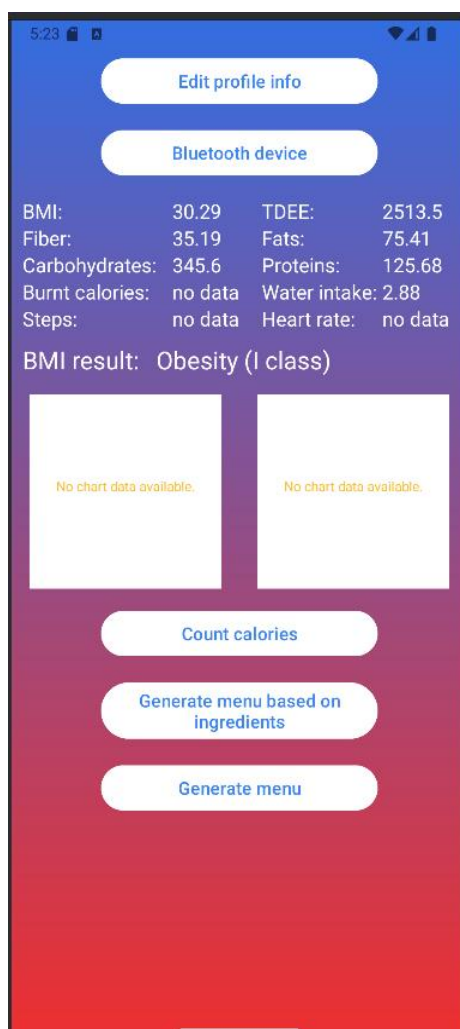 5:23
Edit profile info
Bluetooth device
BMI: 30.29 TDEE: 2513.5
Fiber: 35.19 Fats: 75.41
Carbohydrates: 345.6 Proteins: 125.68
Burnt calories: no data Water intake: 2.88
Steps: no data Heart rate: no data
BMI result: Obesity (I class)
No chart data available. No chart data available.
Count calories
Generate menu based on
ingredients
Generate menu